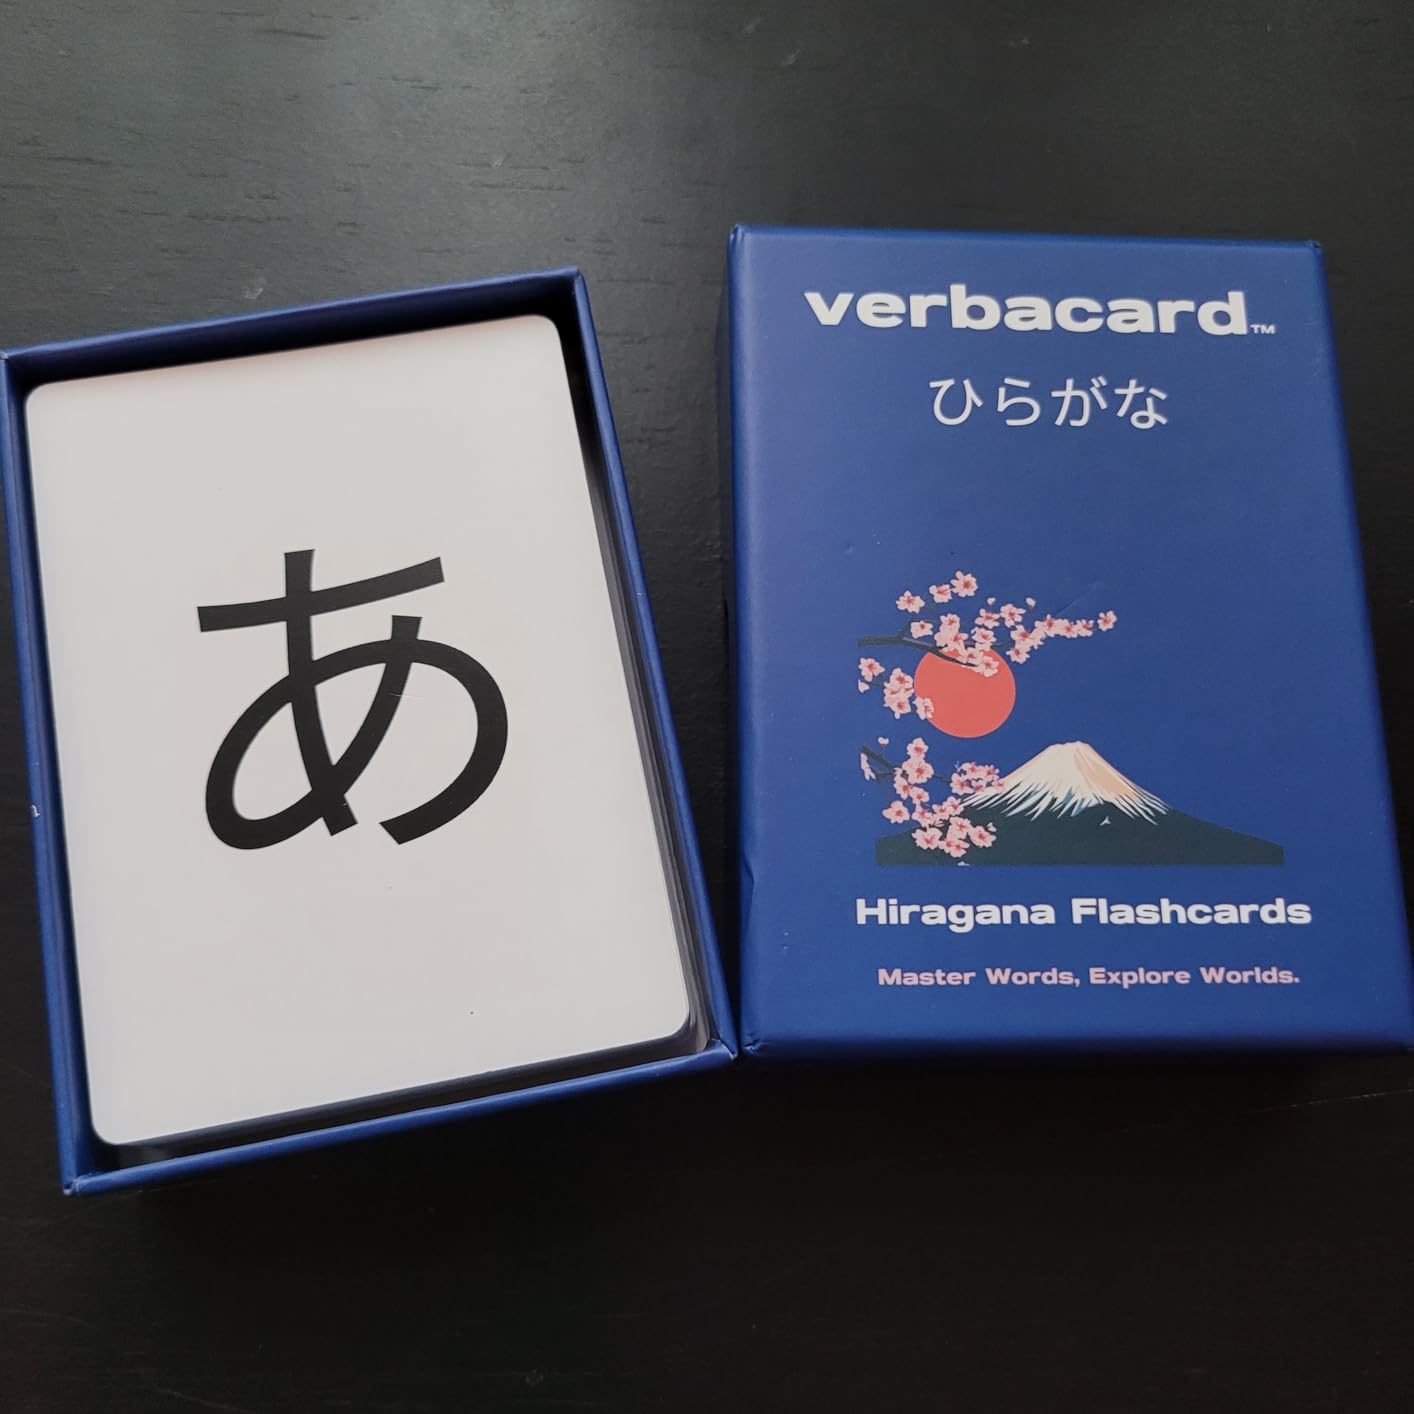 あ
verbacard™
ひらがな
Hiragana Flashcards
Master Words, Explore Worlds.